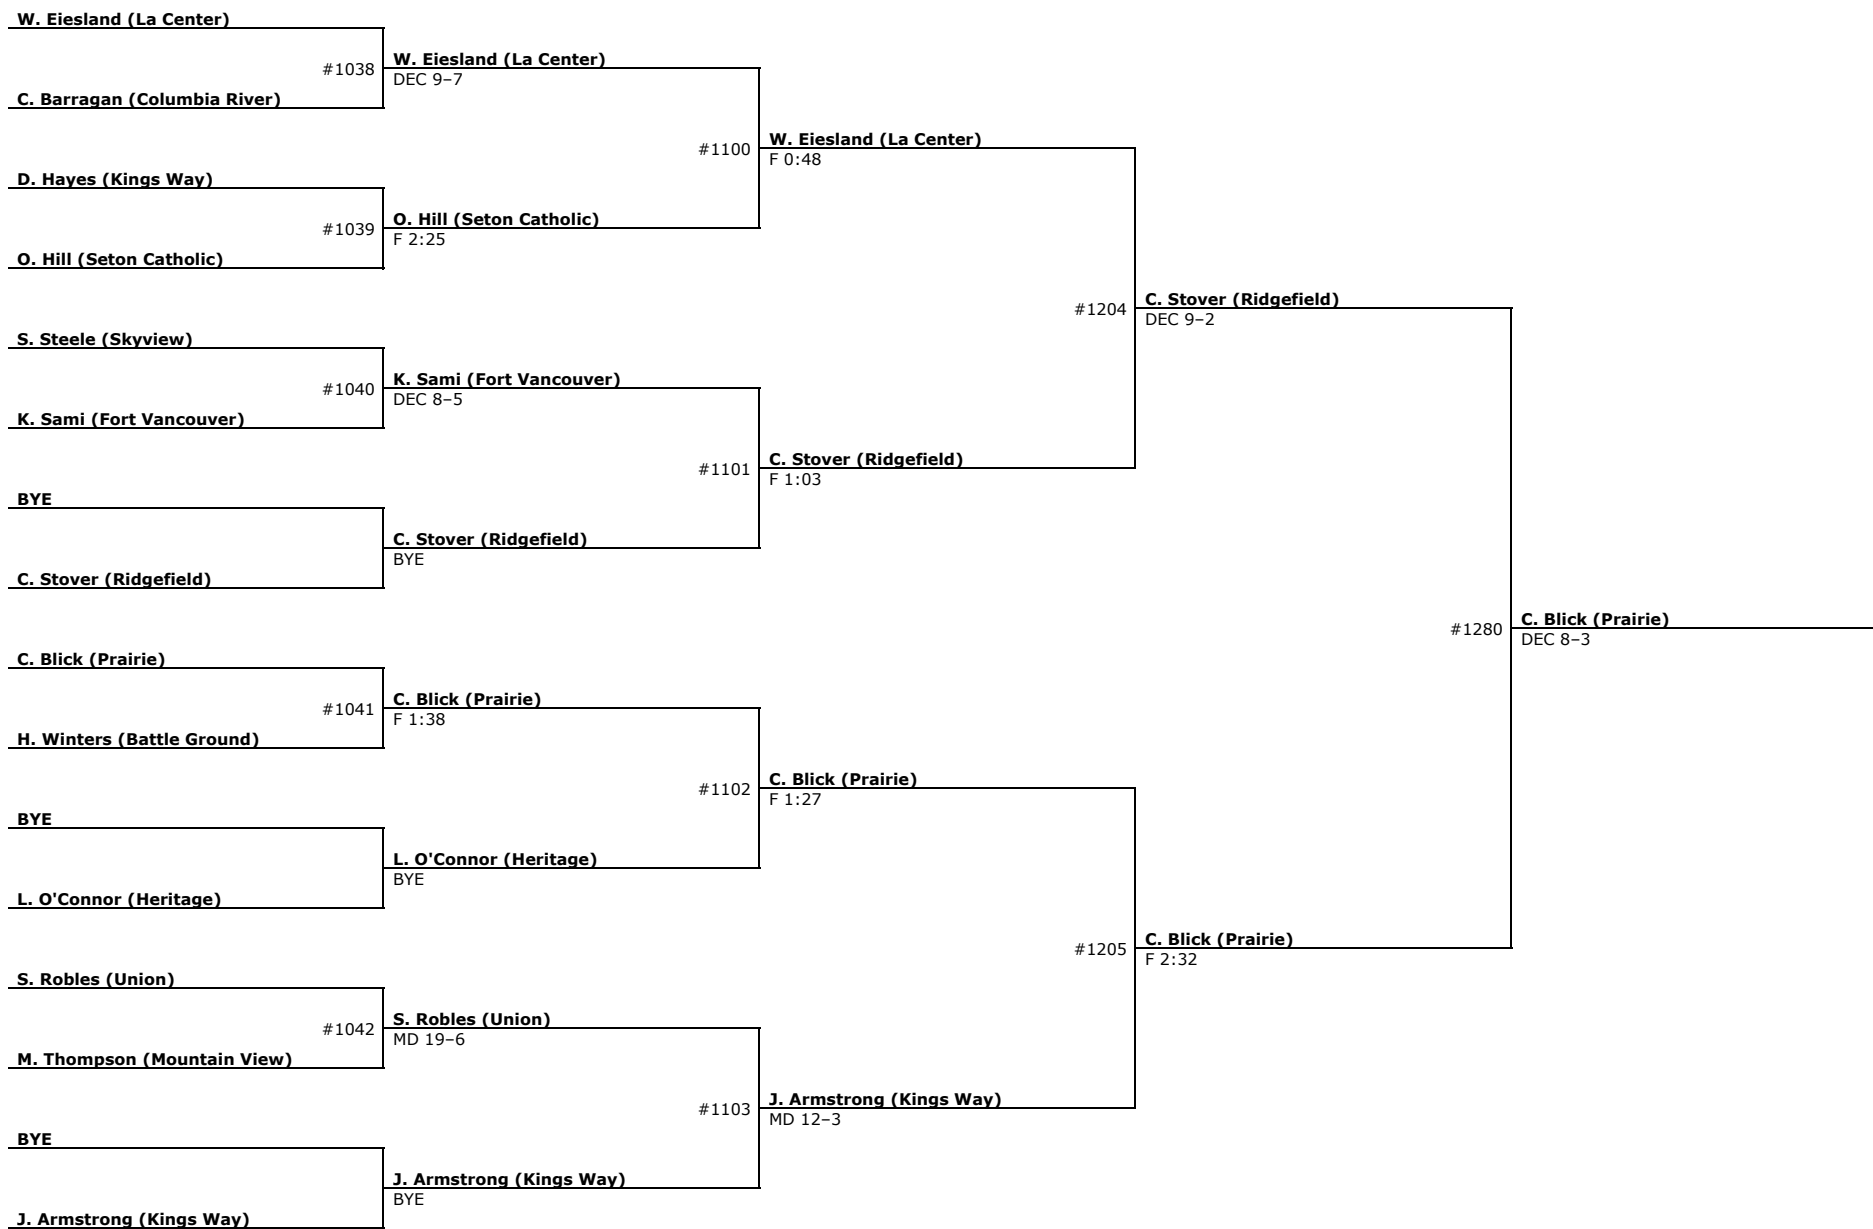 W. Eiesland (La Center)
#1038
C. Barragan (Columbia River)
D. Hayes (Kings Way)
#1039
O. Hill (Seton Catholic)
S. Steele (Skyview)
#1040
K. Sami (Fort Vancouver)
BYE
C. Stover (Ridgefield)
C. Blick (Prairie)
#1041
H. Winters (Battle Ground)
BYE
L. O'Connor (Heritage)
S. Robles (Union)
#1042
M. Thompson (Mountain View)
BYE
J. Armstrong (Kings Way)
W. Eiesland (La Center)
DEC 9–7
#1100
O. Hill (Seton Catholic)
F 2:25
K. Sami (Fort Vancouver)
DEC 8–5
#1101
C. Stover (Ridgefield)
BYE
C. Blick (Prairie)
F 1:38
#1102
L. O'Connor (Heritage)
BYE
S. Robles (Union)
MD 19–6
#1103
J. Armstrong (Kings Way)
BYE
W. Eiesland (La Center)
F 0:48
#1204
C. Stover (Ridgefield)
F 1:03
C. Blick (Prairie)
F 1:27
#1205
J. Armstrong (Kings Way)
MD 12–3
C. Stover (Ridgefield)
DEC 9–2
#1280
C. Blick (Prairie)
F 2:32
C. Blick (Prairie)
DEC 8–3